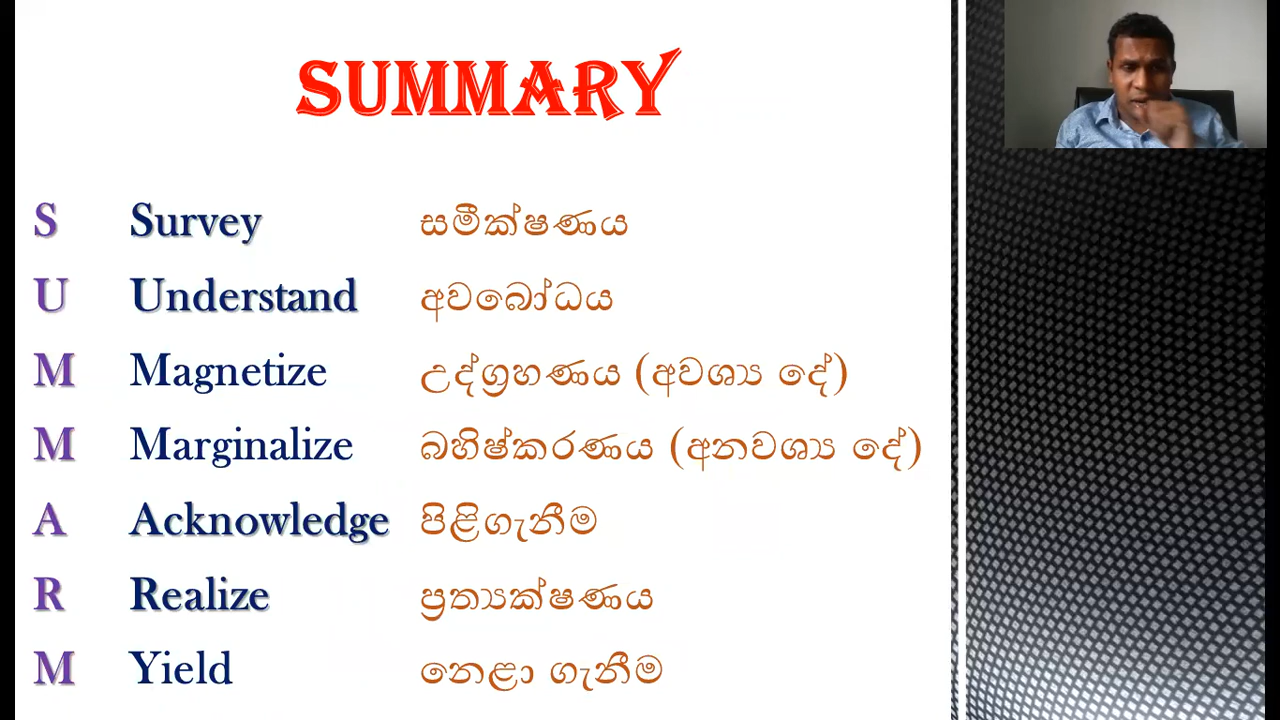 SUMMARY
S Survey සමීක්ෂණය
U Understand අවබෝධය
M Magnetize උද්ග්‍රහණය (අවශ්‍ය දේ)
M Marginalize බහිෂ්කරණය (අනවශ්‍ය දේ)
A Acknowledge පිළිගැනීම
R Realize ප්‍රත්‍යක්ෂණය
M Yield නෙළා ගැනීම